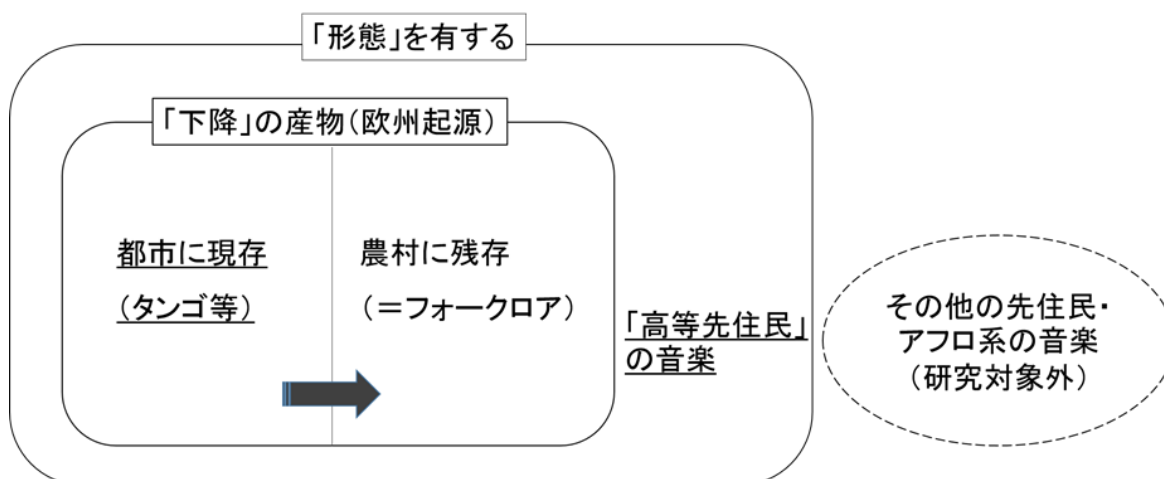 「形態」を有する
「下降」の産物(欧州起源)
都市に現存
(タンゴ等)
農村に残存
(=フォークロア)
「高等先住民」
の音楽
その他の先住民・
アフロ系の音楽
(研究対象外)